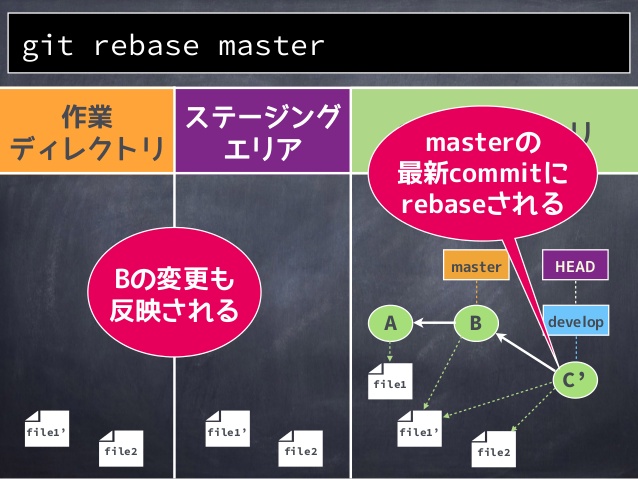 git rebase master
作業
ディレクトリ
ステージング
エリア
リ
masterの
最新commitに
rebaseされる
Bの変更も
反映される
master
HEAD
A
B
develop
C’
file1
file1’
file2
file1’
file2
file1’
file2